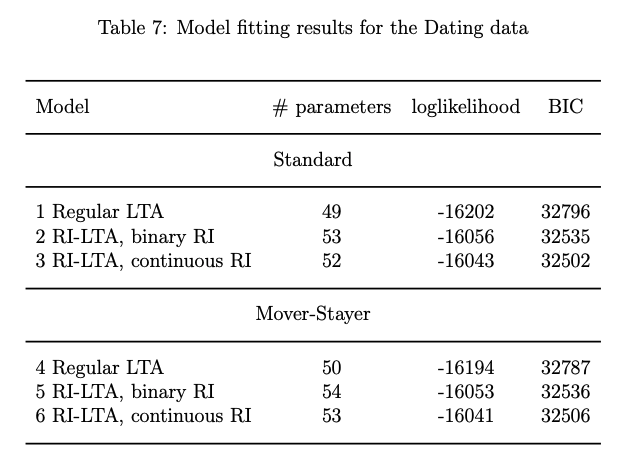 Table 7: Model fitting results for the Dating data
Model # parameters loglikelihood BIC
Standard
1 Regular LTA 49 -16202 32796
2 RI-LTA, binary RI 53 -16056 32535
3 RI-LTA, continuous RI 52 -16043 32502
Mover-Stayer
4 Regular LTA 50 -16194 32787
5 RI-LTA, binary RI 54 -16053 32536
6 RI-LTA, continuous RI 53 -16041 32506